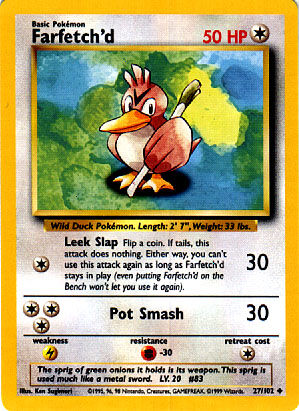 Basic Pokémon
Farfetch'd 50 HP
Wild Duck Pokémon. Length: 2' 7", Weight: 33 lbs.
Leek Slap Flip a coin. If tails, this
attack does nothing. Either way, you can't
use this attack again as long as Farfetch'd
stays in play (even putting Farfetch'd on
the Bench won't let you use it again).
30
Pot Smash 30
weakness resistance retreat cost
-30
The sprig of green onions it holds is its weapon. This sprig is
used much like a metal sword. LV. 20 #83
Illus. Ken Sugimori ©1995, 96, 98 Nintendo, Creatures, GAMEFREAK. ©1999 Wizards. 27/102